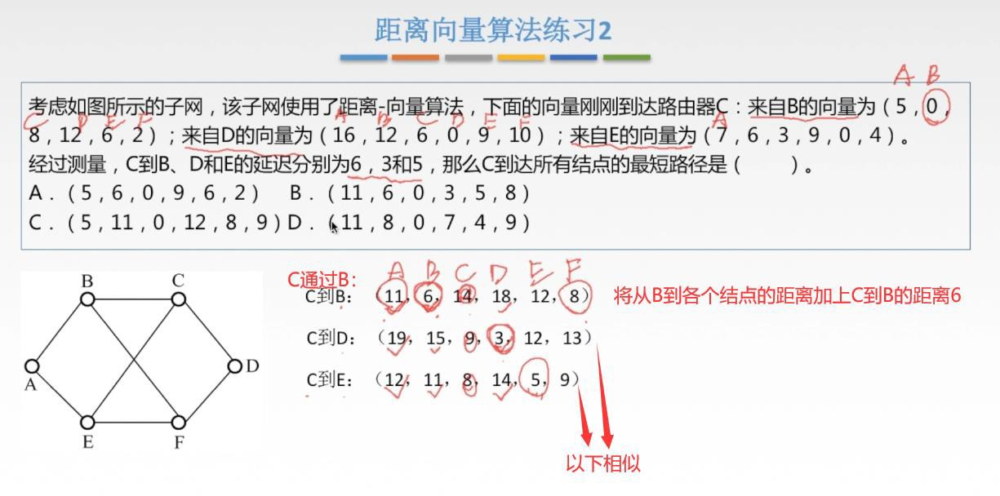 距离向量算法练习2
A B
考虑如图所示的子网，该子网使用了距离-向量算法，下面的向量刚刚到达路由器C：来自B的向量为（5，0，
C D E F A B C D E F A
8，12，6，2）；来自D的向量为（16，12，6，0，9，10）；来自E的向量为（7，6，3，9，0，4）。
经过测量，C到B、D和E的延迟分别为6，3和5，那么C到达所有结点的最短路径是（ ）。
A．（5，6，0，9，6，2） B．（11，6，0，3，5，8）
C．（5，11，0，12，8，9）D．（11，8，0，7，4，9）
A B C D E F
C通过B：
C到B：（11，6，14，18，12，8） 将从B到各个结点的距离加上C到B的距离6
C到D：（19，15，9，3，12，13）
C到E：（12，11，8，14，5，9）
以下相似
B C
A D
E F